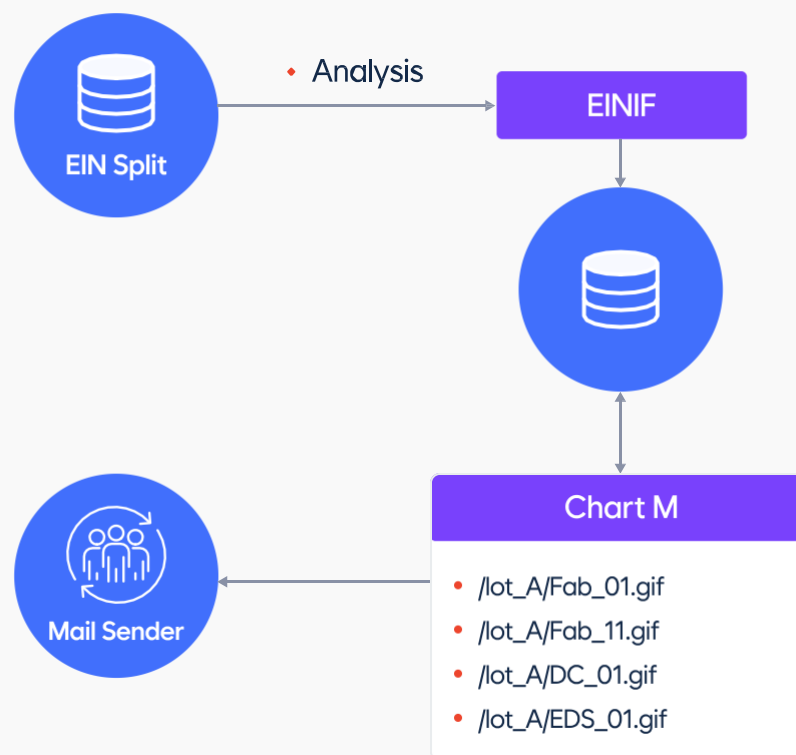 Analysis
EIN Split
EINIF
Chart M
/lot_A/Fab_01.gif
/lot_A/Fab_11.gif
/lot_A/DC_01.gif
/lot_A/EDS_01.gif
Mail Sender